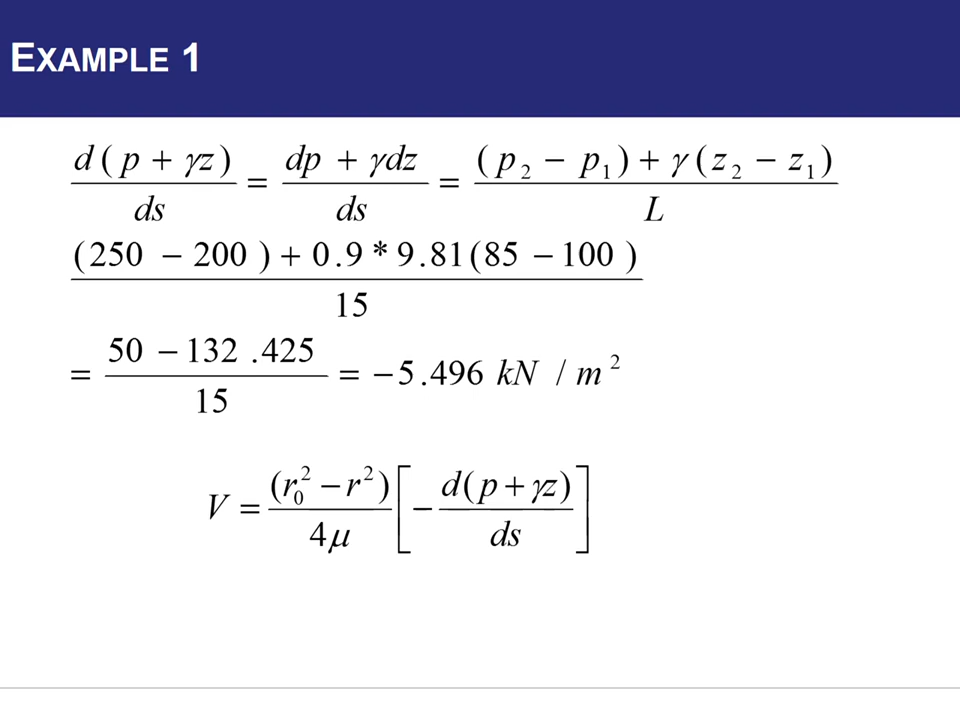 EXAMPLE 1
d(p + γz)/ds = dp + γdz/ds = (p₂ − p₁) + γ(z₂ − z₁)/L
(250 − 200) + 0.9 * 9.81(85 − 100)/15
= 50 − 132.425/15 = −5.496 kN / m²
V = (r₀² − r²)/4μ [− d(p + γz)/ds]